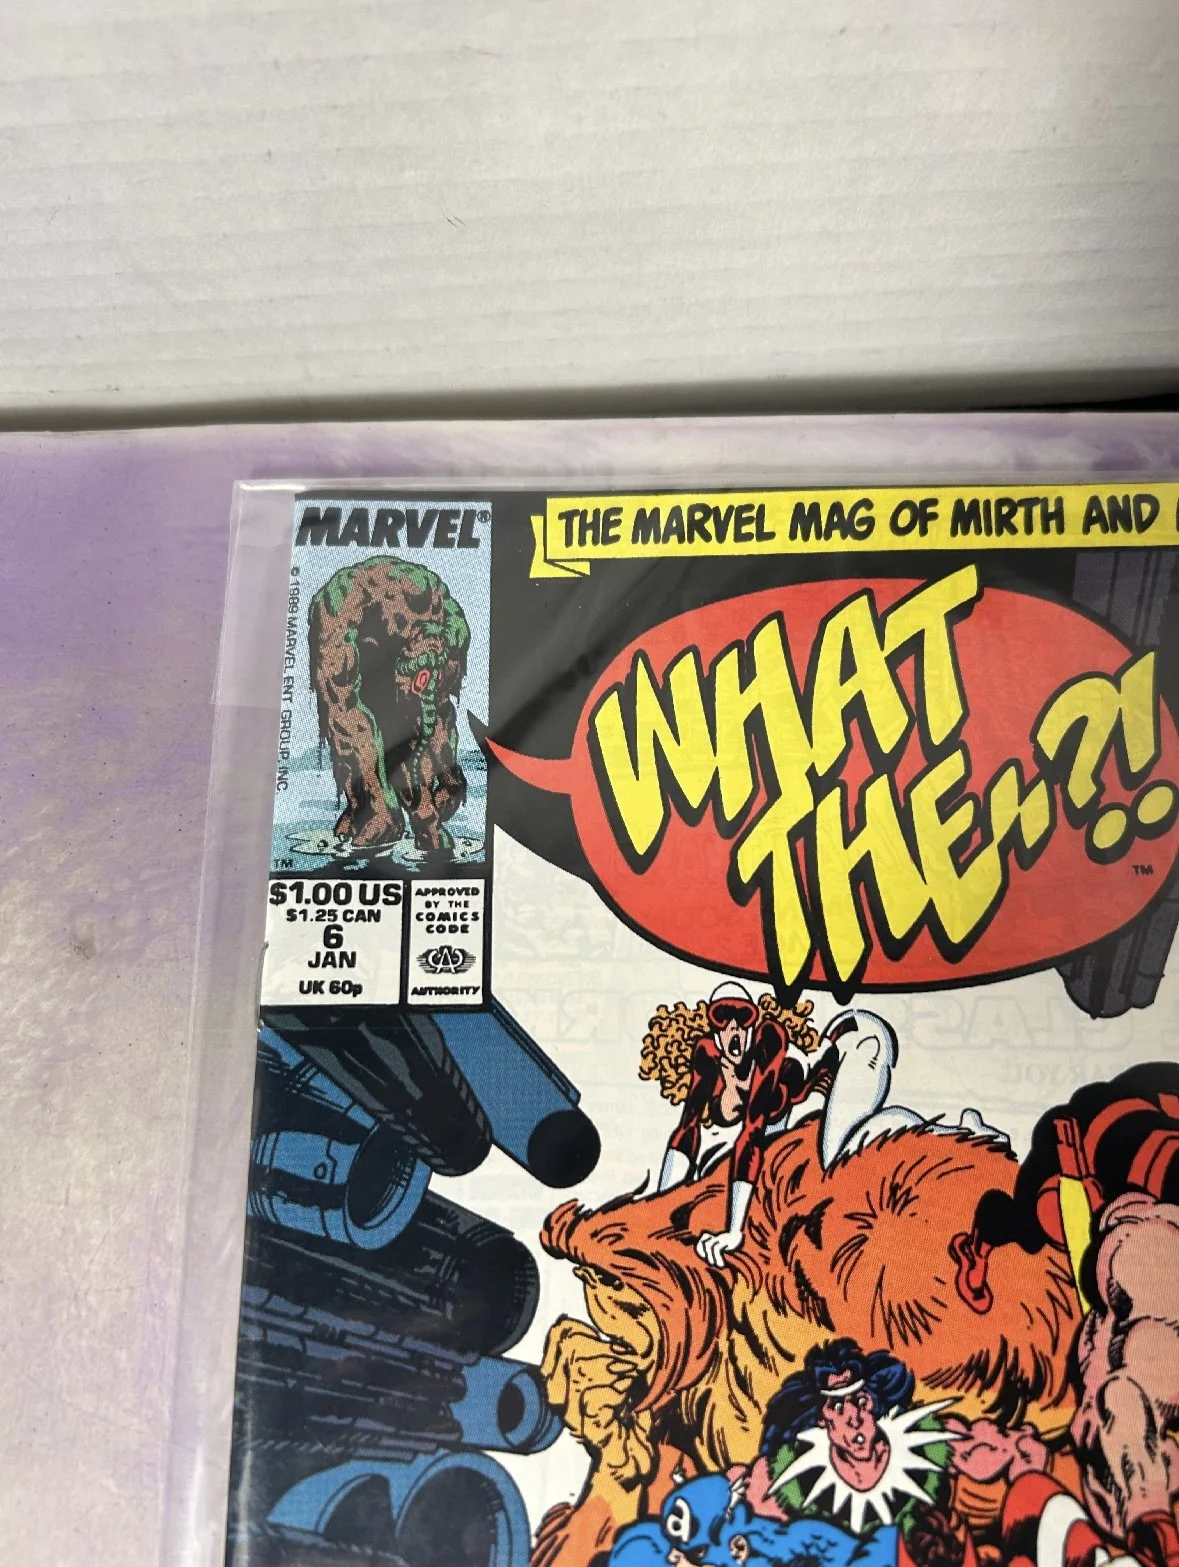 MARVEL®
THE MARVEL MAG OF MIRTH AND
© 1989 MARVEL ENT. GROUP, INC.
WHAT
THE--?!
TM
TM
$1.00 US
$1.25 CAN
6
JAN
UK 60p
APPROVED
BY THE
COMICS
CODE
CA
AUTHORITY
A